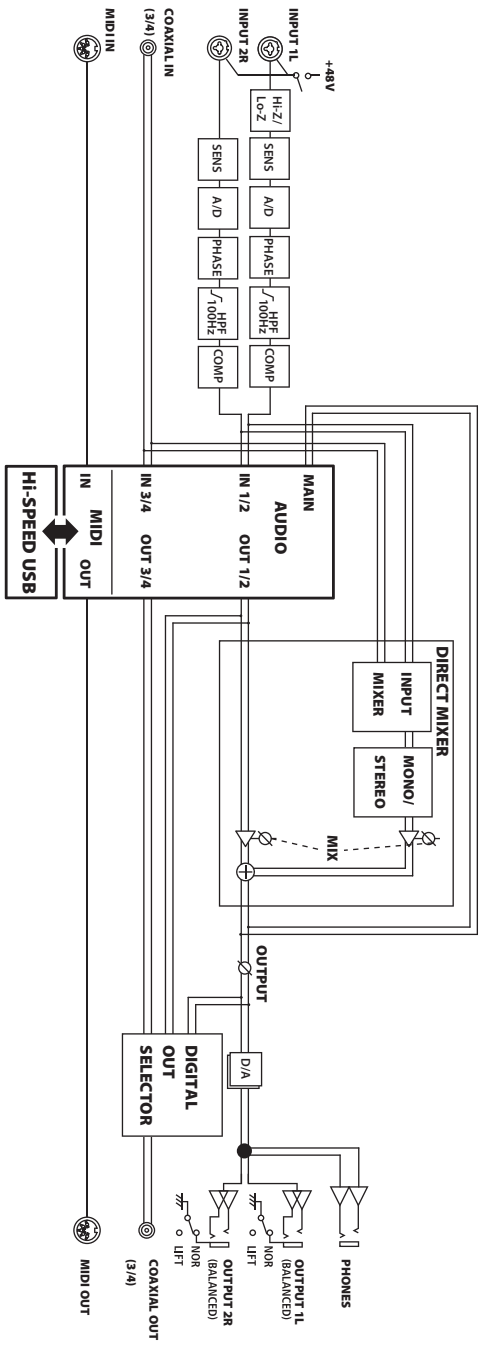 +48V
INPUT 1L
INPUT 2R
COAXIAL IN
(3/4)
MIDI IN
Hi-Z/
Lo-Z
SENS
A/D
PHASE
HPF
100Hz
COMP
SENS
A/D
PHASE
HPF
100Hz
COMP
MAIN
AUDIO
IN 1/2
OUT 1/2
IN 3/4
OUT 3/4
MIDI
IN
OUT
Hi-SPEED USB
DIRECT MIXER
INPUT
MIXER
MONO/
STEREO
MIX
OUTPUT
D/A
DIGITAL
OUT
SELECTOR
PHONES
OUTPUT 1L
(BALANCED)
NOR
LIFT
OUTPUT 2R
(BALANCED)
NOR
LIFT
COAXIAL OUT
(3/4)
MIDI OUT